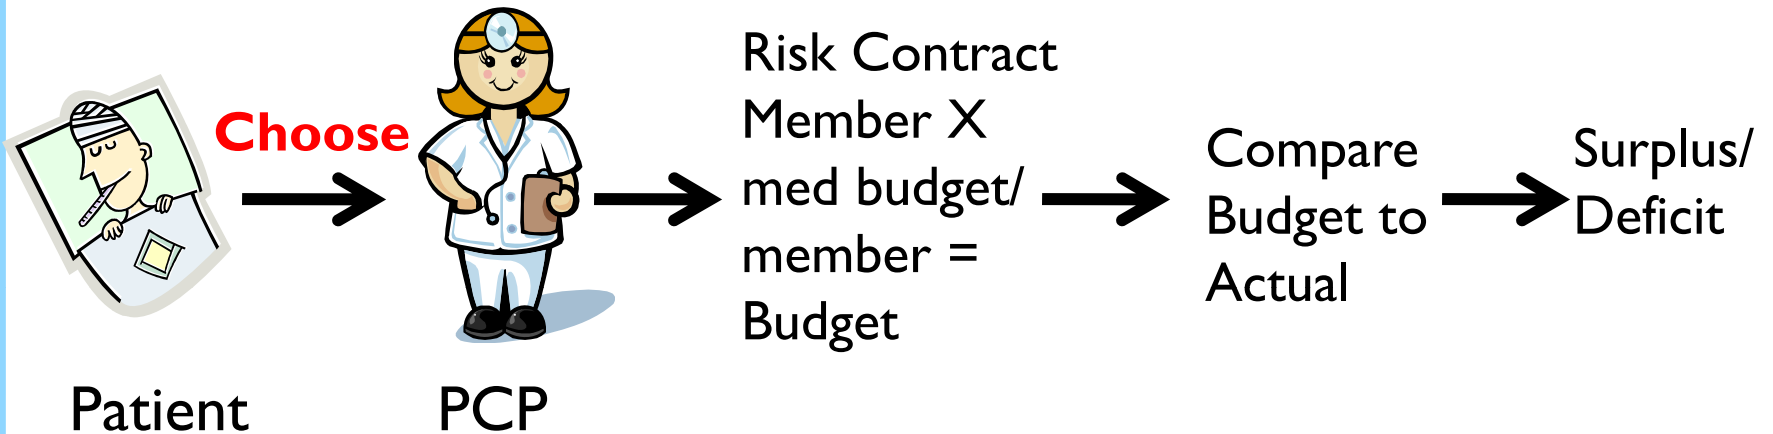 Choose
Patient
PCP
Risk Contract
Member X
med budget/
member =
Budget
Compare
Budget to
Actual
Surplus/
Deficit